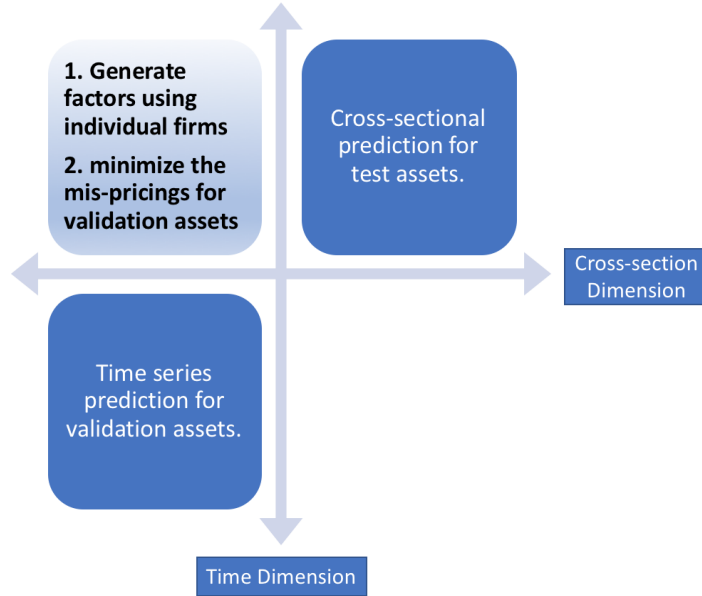 1. Generate
factors using
individual firms
2. minimize the
mis-pricings for
validation assets
Cross-sectional
prediction for
test assets.
Cross-section
Dimension
Time series
prediction for
validation assets.
Time Dimension